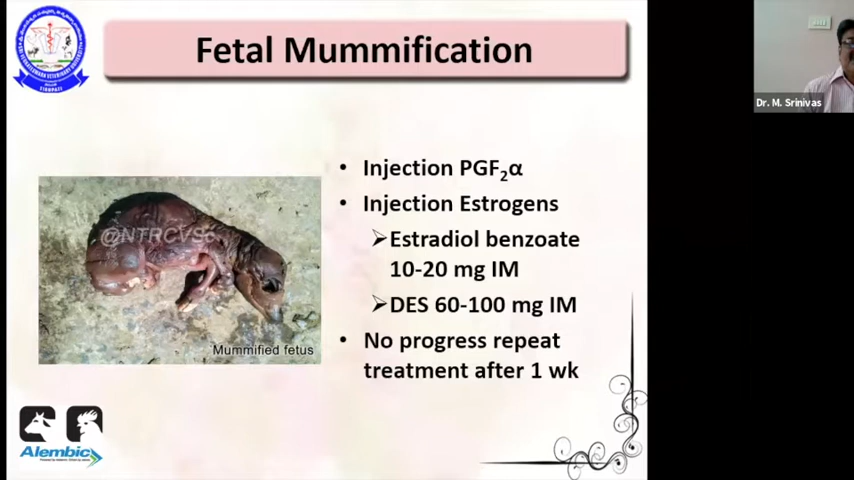 Fetal Mummification
Dr. M. Srinivas
• Injection PGF₂α
• Injection Estrogens
➢Estradiol benzoate
10-20 mg IM
➢DES 60-100 mg IM
• No progress repeat
treatment after 1 wk
@NTRCVSc
Mummified fetus
Alembic
TIRUPATI